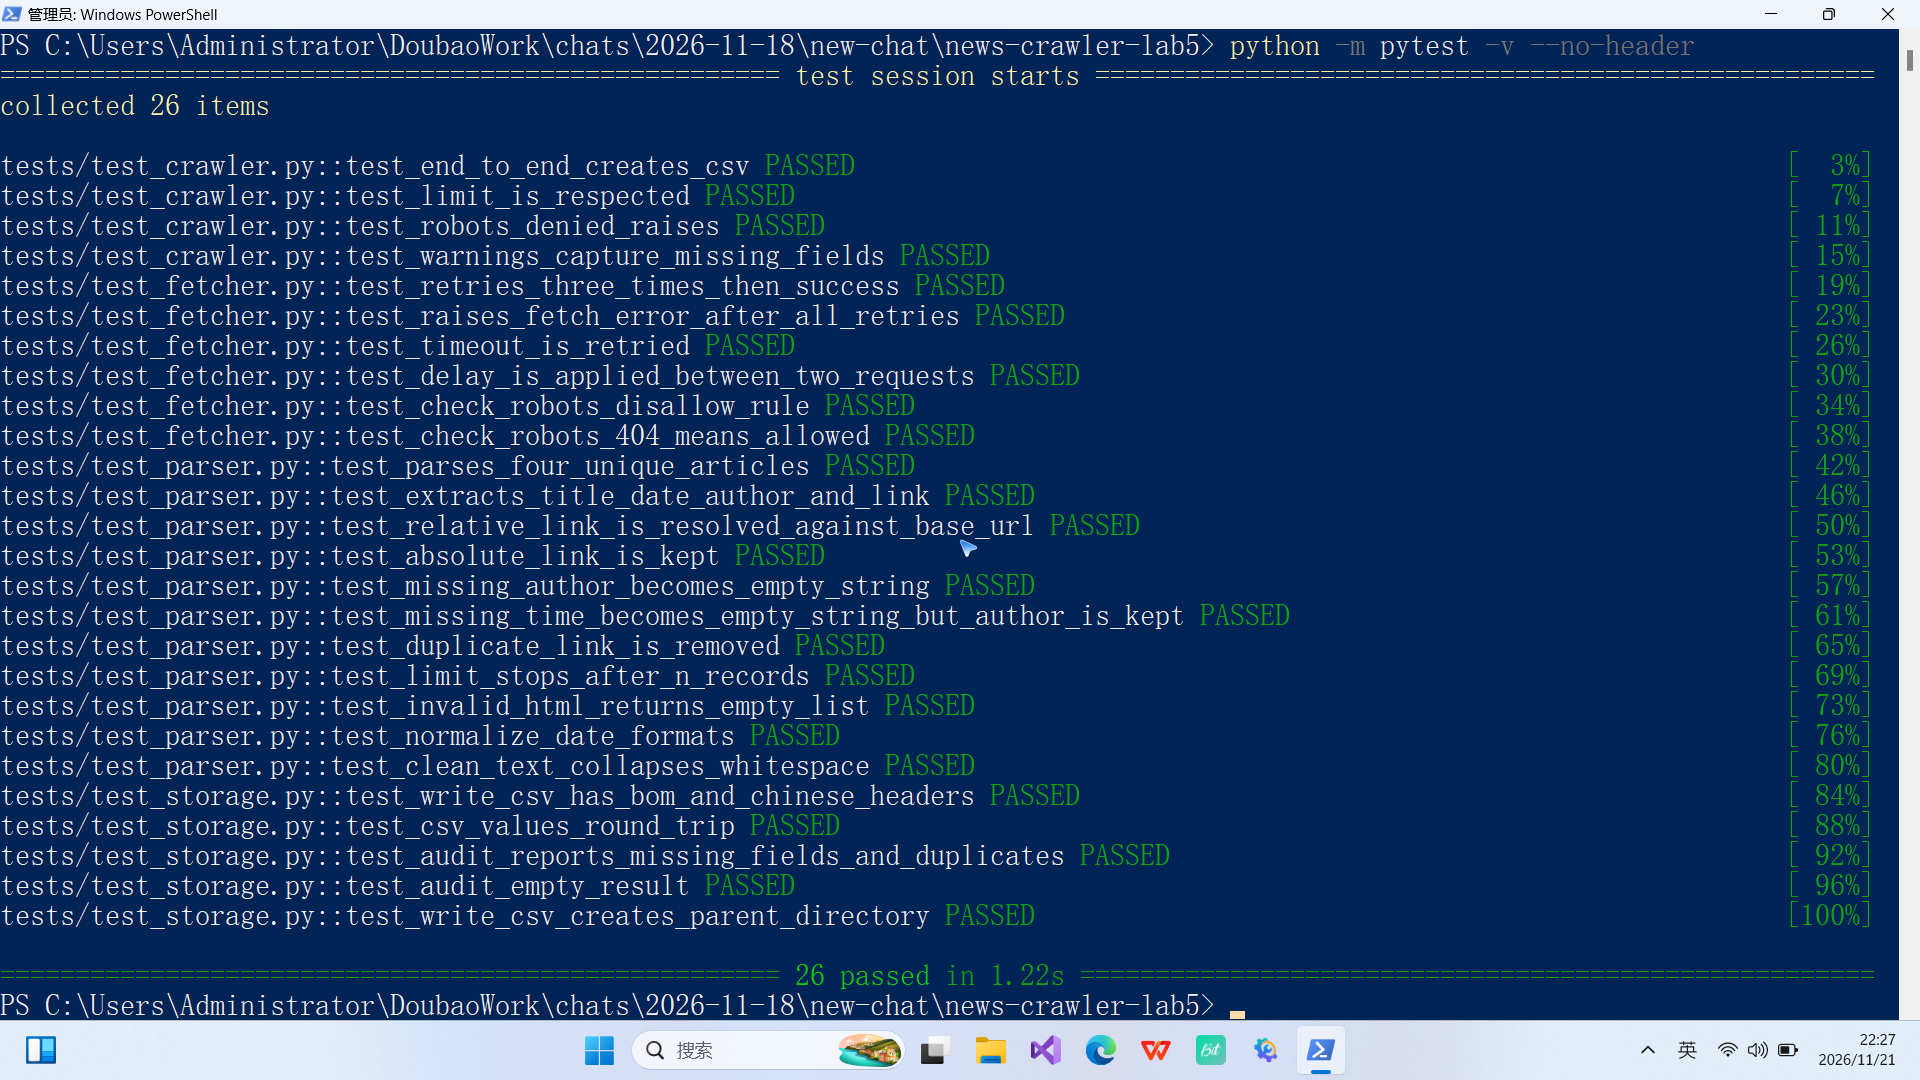 管理员: Windows PowerShell
PS C:\Users\Administrator\DoubaoWork\chats\2026-11-18\new-chat\news-crawler-lab5> python -m pytest -v --no-header
==================================================== test session starts ====================================================
collected 26 items
tests/test_crawler.py::test_end_to_end_creates_csv PASSED [  3%]
tests/test_crawler.py::test_limit_is_respected PASSED [  7%]
tests/test_crawler.py::test_robots_denied_raises PASSED [ 11%]
tests/test_crawler.py::test_warnings_capture_missing_fields PASSED [ 15%]
tests/test_fetcher.py::test_retries_three_times_then_success PASSED [ 19%]
tests/test_fetcher.py::test_raises_fetch_error_after_all_retries PASSED [ 23%]
tests/test_fetcher.py::test_timeout_is_retried PASSED [ 26%]
tests/test_fetcher.py::test_delay_is_applied_between_two_requests PASSED [ 30%]
tests/test_fetcher.py::test_check_robots_disallow_rule PASSED [ 34%]
tests/test_fetcher.py::test_check_robots_404_means_allowed PASSED [ 38%]
tests/test_parser.py::test_parses_four_unique_articles PASSED [ 42%]
tests/test_parser.py::test_extracts_title_date_author_and_link PASSED [ 46%]
tests/test_parser.py::test_relative_link_is_resolved_against_base_url PASSED [ 50%]
tests/test_parser.py::test_absolute_link_is_kept PASSED [ 53%]
tests/test_parser.py::test_missing_author_becomes_empty_string PASSED [ 57%]
tests/test_parser.py::test_missing_time_becomes_empty_string_but_author_is_kept PASSED [ 61%]
tests/test_parser.py::test_duplicate_link_is_removed PASSED [ 65%]
tests/test_parser.py::test_limit_stops_after_n_records PASSED [ 69%]
tests/test_parser.py::test_invalid_html_returns_empty_list PASSED [ 73%]
tests/test_parser.py::test_normalize_date_formats PASSED [ 76%]
tests/test_parser.py::test_clean_text_collapses_whitespace PASSED [ 80%]
tests/test_storage.py::test_write_csv_has_bom_and_chinese_headers PASSED [ 84%]
tests/test_storage.py::test_csv_values_round_trip PASSED [ 88%]
tests/test_storage.py::test_audit_reports_missing_fields_and_duplicates PASSED [ 92%]
tests/test_storage.py::test_audit_empty_result PASSED [ 96%]
tests/test_storage.py::test_write_csv_creates_parent_directory PASSED [100%]
==================================================== 26 passed in 1.22s =====================================================
PS C:\Users\Administrator\DoubaoWork\chats\2026-11-18\new-chat\news-crawler-lab5>
搜索
Bit
英
22:27
2026/11/21